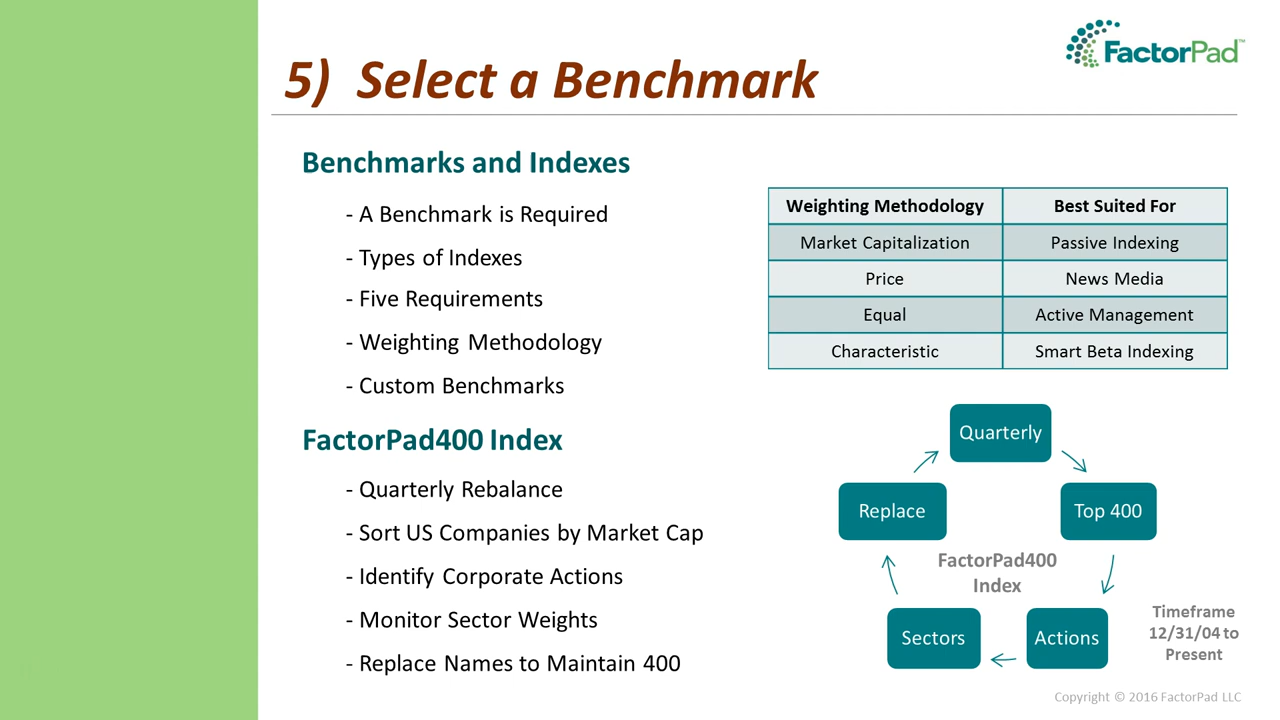 FactorPad™
5) Select a Benchmark
Benchmarks and Indexes
- A Benchmark is Required
- Types of Indexes
- Five Requirements
- Weighting Methodology
- Custom Benchmarks
Weighting Methodology Best Suited For
Market Capitalization Passive Indexing
Price News Media
Equal Active Management
Characteristic Smart Beta Indexing
FactorPad400 Index
- Quarterly Rebalance
- Sort US Companies by Market Cap
- Identify Corporate Actions
- Monitor Sector Weights
- Replace Names to Maintain 400
Quarterly
Top 400
Actions
Sectors
Replace
FactorPad400
Index
Timeframe
12/31/04 to
Present
Copyright © 2016 FactorPad LLC